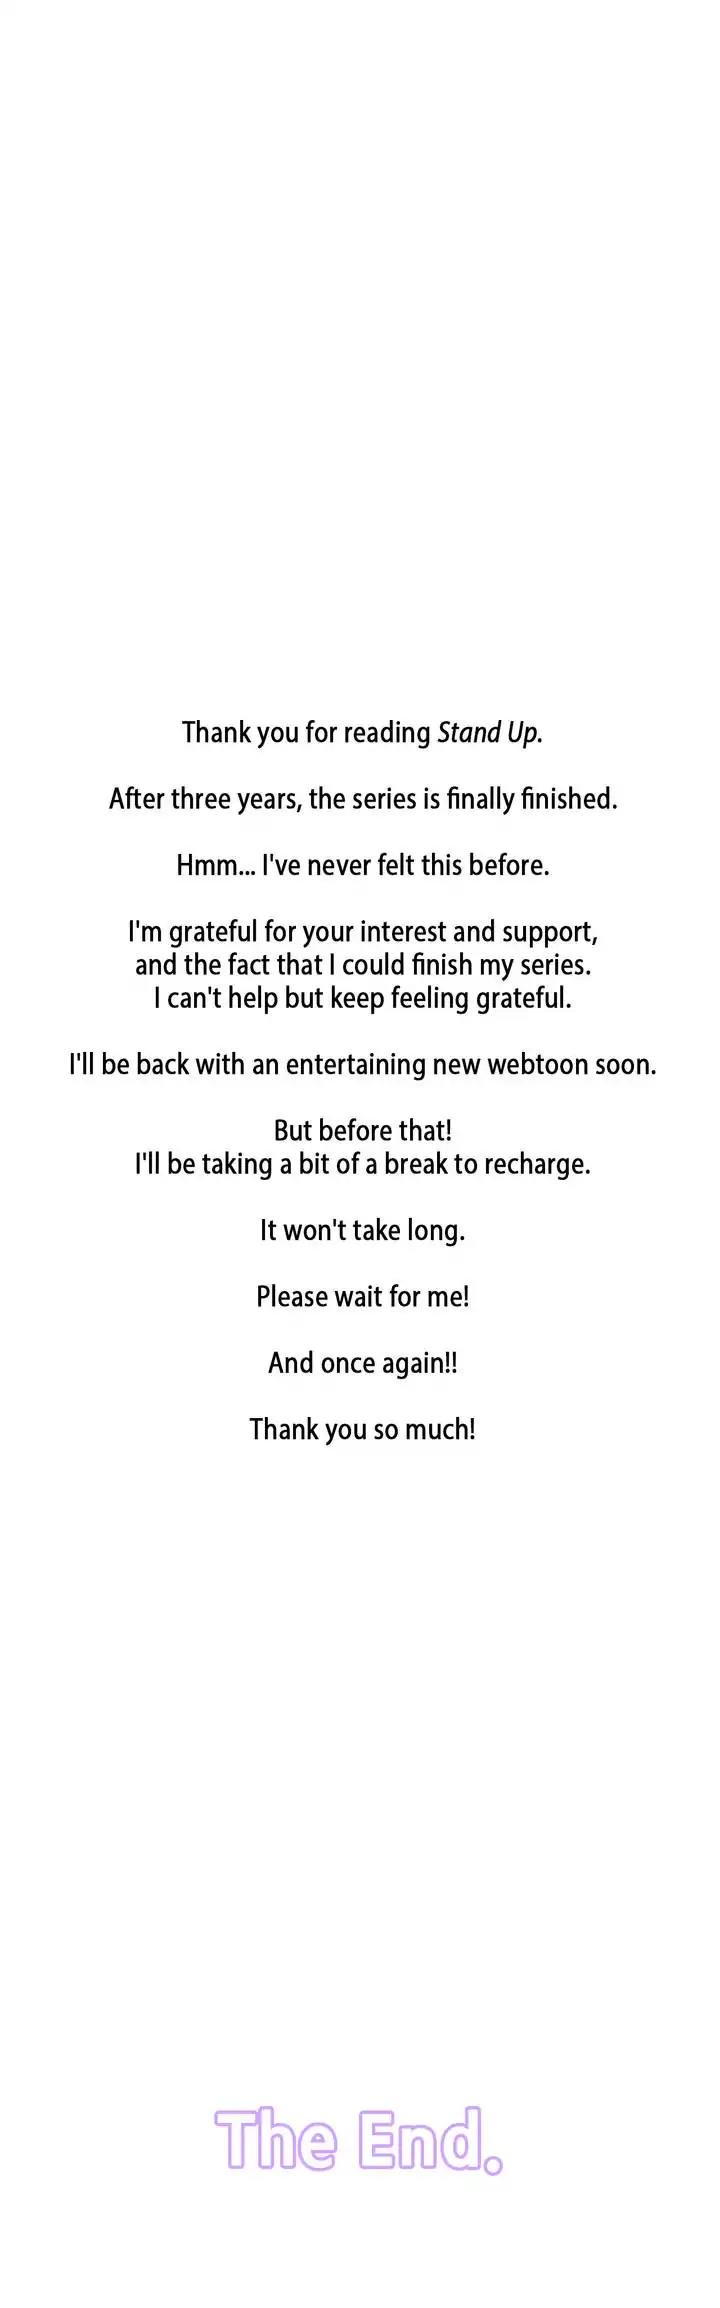 Thank you for reading Stand Up.
After three years, the series is finally finished.
Hmm... I've never felt this before.
I'm grateful for your interest and support,
and the fact that I could finish my series.
I can't help but keep feeling grateful.
I'll be back with an entertaining new webtoon soon.
But before that!
I'll be taking a bit of a break to recharge.
It won't take long.
Please wait for me!
And once again!!
Thank you so much!
The End.